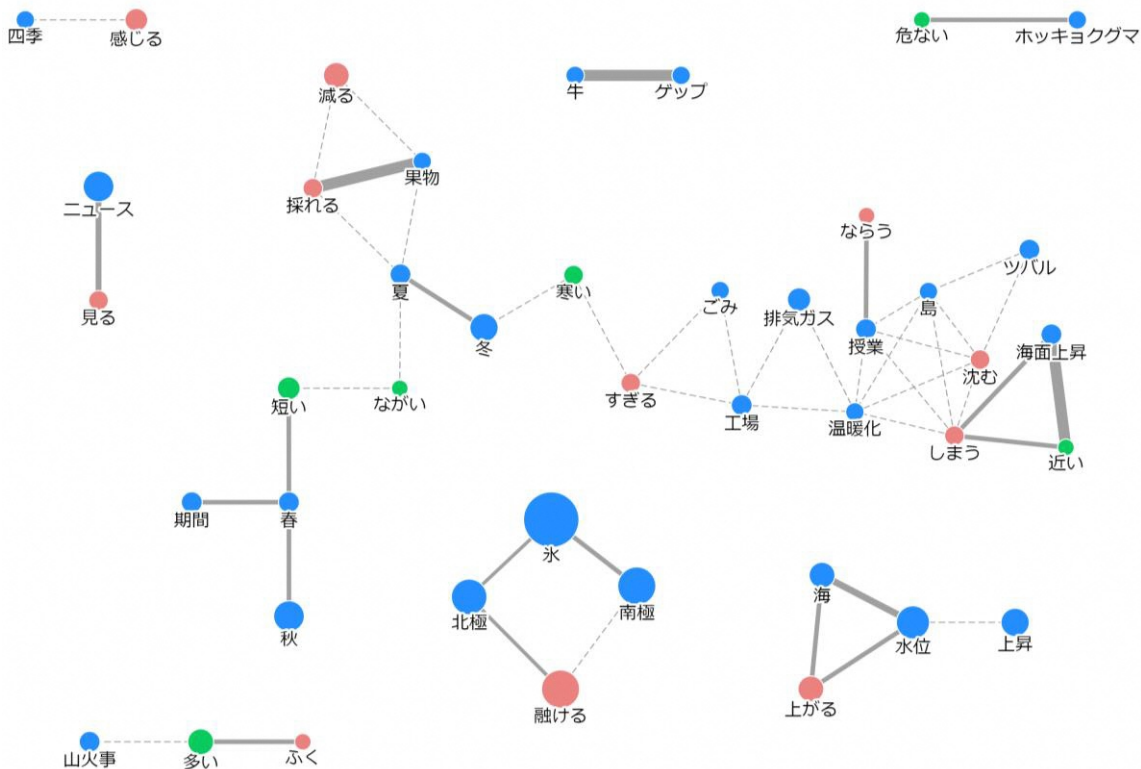 四季
感じる
危ない
ホッキョクグマ
減る
牛
ゲップ
果物
採れる
ニュース
見る
ならう
ツバル
夏
寒い
ごみ
排気ガス
島
冬
授業
海面上昇
沈む
短い
ながい
すぎる
工場
温暖化
しまう
近い
期間
春
氷
海
北極
南極
秋
水位
上昇
融ける
上がる
山火事
多い
ふく